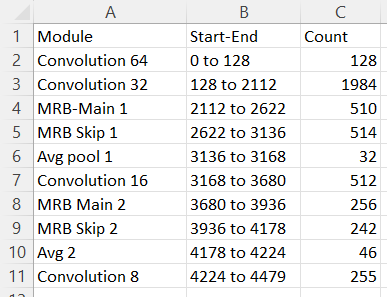 A B C
1 Module Start-End Count
2 Convolution 64 0 to 128 128
3 Convolution 32 128 to 2112 1984
4 MRB-Main 1 2112 to 2622 510
5 MRB Skip 1 2622 to 3136 514
6 Avg pool 1 3136 to 3168 32
7 Convolution 16 3168 to 3680 512
8 MRB Main 2 3680 to 3936 256
9 MRB Skip 2 3936 to 4178 242
10 Avg 2 4178 to 4224 46
11 Convolution 8 4224 to 4479 255